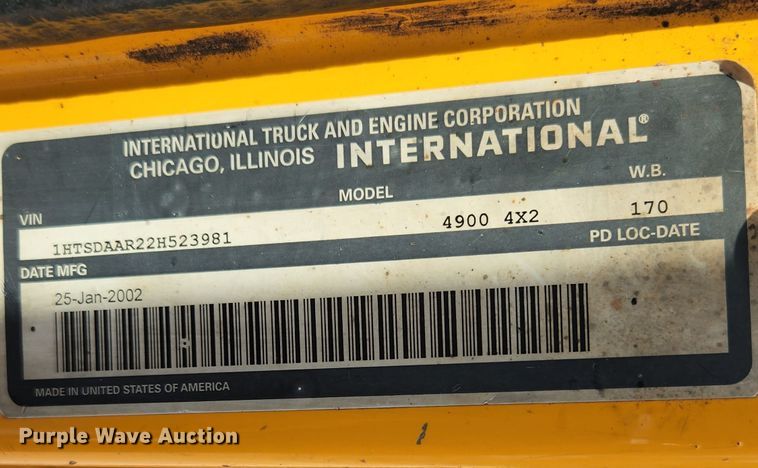 INTERNATIONAL TRUCK AND ENGINE CORPORATION
CHICAGO, ILLINOIS INTERNATIONAL®
VIN MODEL W.B.
1HTSDAAR22H523981 4900 4X2 170
DATE MFG PD LOC-DATE
25-Jan-2002
MADE IN UNITED STATES OF AMERICA
Purple Wave Auction